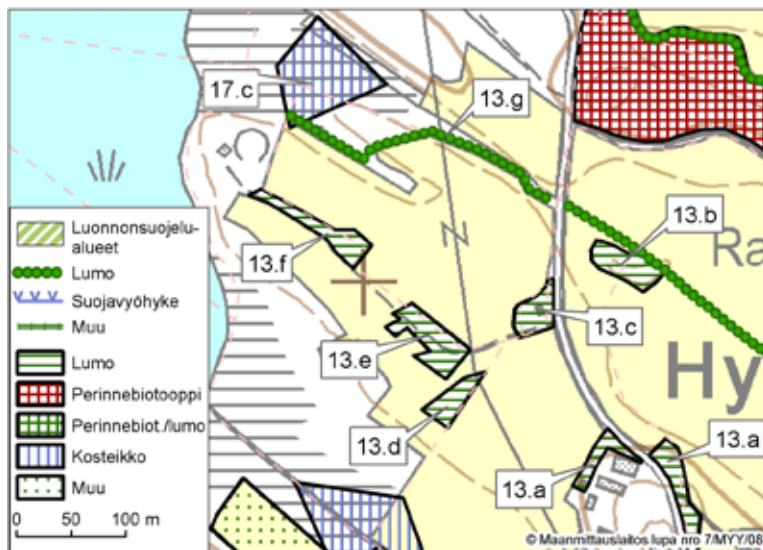 17.c
13.g
13.b
Ra
13.f
13.c
13.e
Hy
13.d
13.a
13.a
Luonnonsuojelu-
alueet
Lumo
Suojavyöhyke
Muu
Lumo
Perinnebiotooppi
Perinnebiot./lumo
Kosteikko
Muu
0 50 100 m
© Maanmittauslaitos lupa nro 7/MYY/08